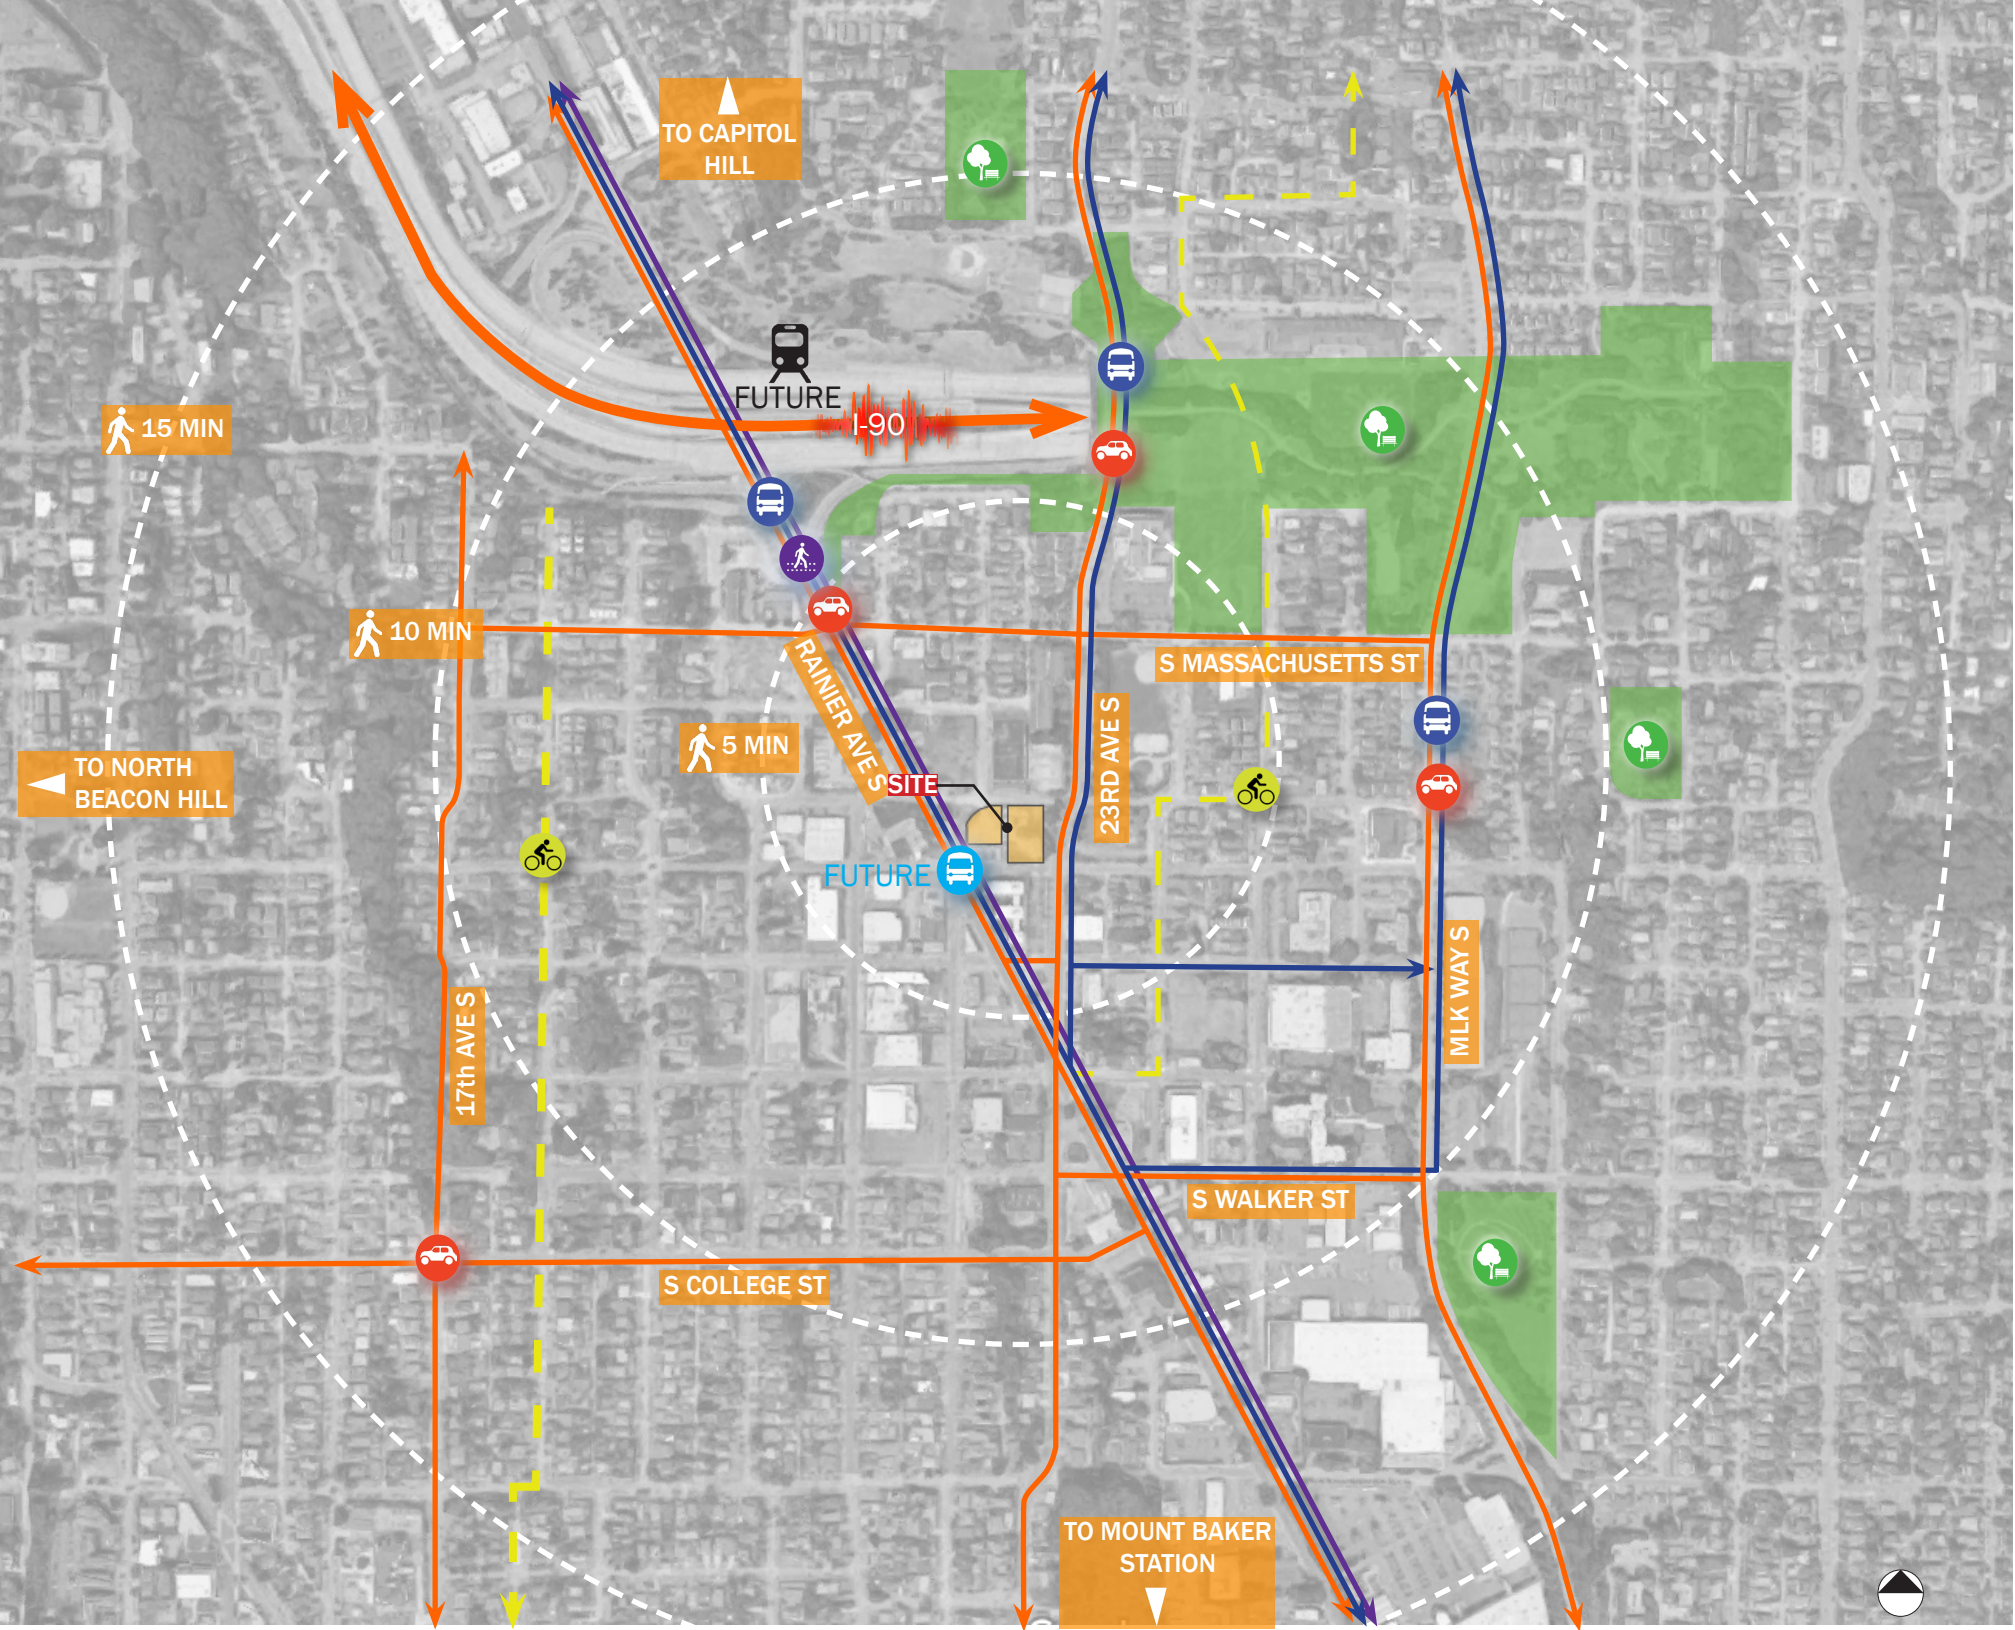 TO CAPITOL
HILL
FUTURE
I-90
15 MIN
10 MIN
S MASSACHUSETTS ST
RAINIER AVE S
23RD AVE S
5 MIN
TO NORTH
BEACON HILL
SITE
FUTURE
MLK WAY S
17th AVE S
S WALKER ST
S COLLEGE ST
TO MOUNT BAKER
STATION